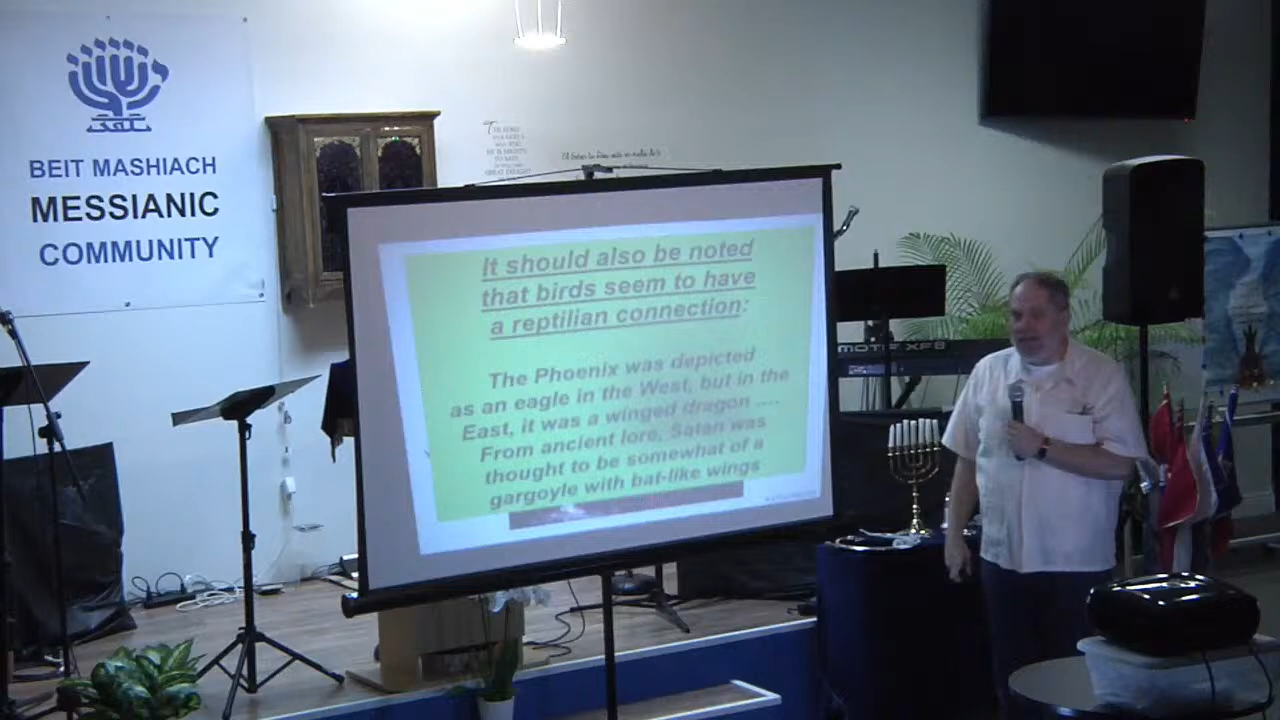 BEIT MASHIACH
MESSIANIC
COMMUNITY
It should also be noted
that birds seem to have
a reptilian connection:
The Phoenix was depicted
as an eagle in the West, but in the
East, it was a winged dragon ....
From ancient lore, Satan was
thought to be somewhat of a
gargoyle with bat-like wings
MOTIF XF8